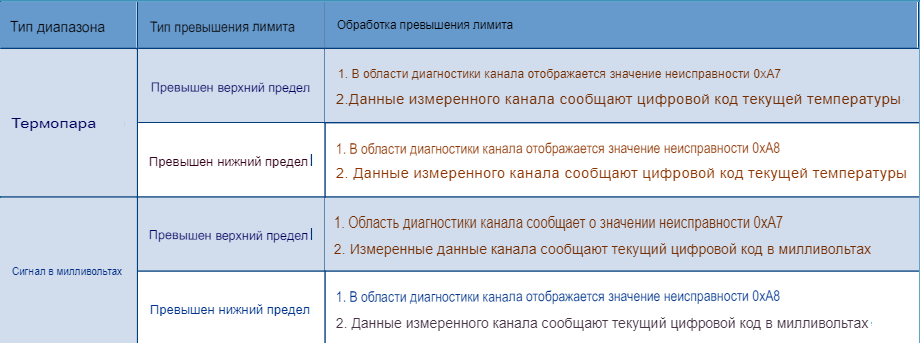 Тип диапазона
Тип превышения лимита
Обработка превышения лимита
Термопара
Превышен верхний предел
1. В области диагностики канала отображается значение неисправности 0xA7
2.Данные измеренного канала сообщают цифровой код текущей температуры
Превышен нижний предел
1. В области диагностики канала отображается значение неисправности 0xA8
2. Данные измеренного канала сообщают цифровой код текущей температуры
Сигнал в милливольтах
Превышен верхний предел
1. Область диагностики канала сообщает о значении неисправности 0xA7
2. Измеренные данные канала сообщают текущий цифровой код в милливольтах
Превышен нижний предел
1. В области диагностики канала отображается значение неисправности 0xA8
2. Данные измеренного канала сообщают текущий цифровой код в милливольтах